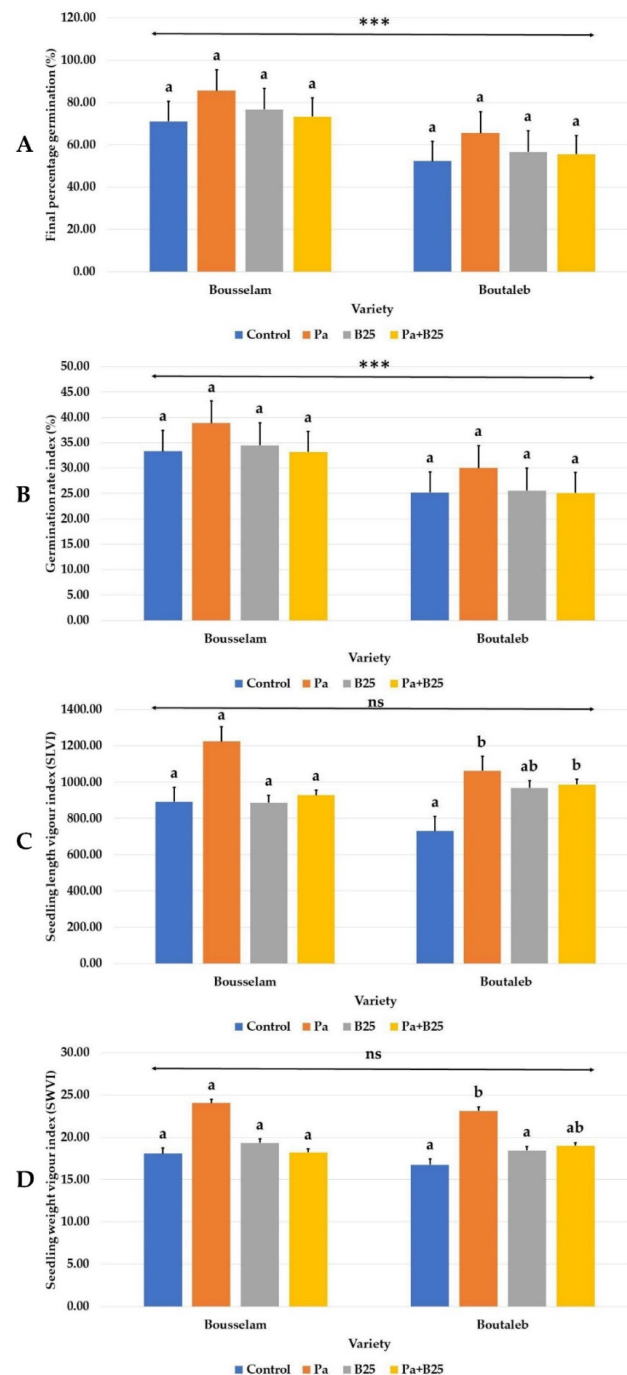 A
Final percentage germination (%)
120.00
100.00
80.00
60.00
40.00
20.00
0.00
***
a a a a a a a a
Bousselam Boutaleb
Variety
Control Pa B25 Pa+B25
B
Germination rate index (%)
50.00
45.00
40.00
35.00
30.00
25.00
20.00
15.00
10.00
5.00
0.00
***
a a a a a a a a
Bousselam Boutaleb
Variety
Control Pa B25 Pa+B25
C
Seedling length vigour index (SLVI)
1400.00
1200.00
1000.00
800.00
600.00
400.00
200.00
0.00
ns
a a a a a b ab b
Bousselam Boutaleb
Variety
Control Pa B25 Pa+B25
D
Seedling weight vigour index (SWVI)
30.00
25.00
20.00
15.00
10.00
5.00
0.00
ns
a a a a a b a ab
Bousselam Boutaleb
Variety
Control Pa B25 Pa+B25